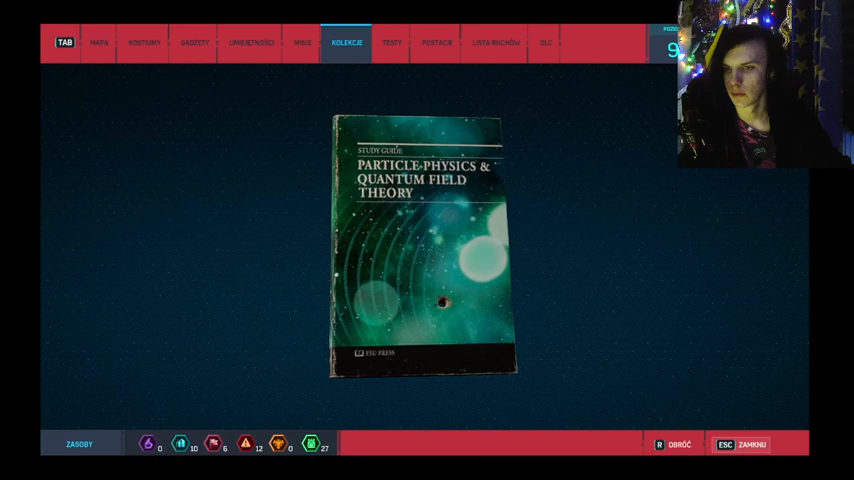 TAB
MAPA
KOSTIUMY
GADŻETY
UMIEJĘTNOŚCI
MISJE
KOLEKCJE
TESTY
POSTACIE
LISTA RUCHÓW
DLC
9
STUDY GUIDE
PARTICLE PHYSICS &
QUANTUM FIELD
THEORY
ESU PRESS
ZASOBY
0
10
6
12
0
27
R OBRÓĆ
ESC ZAMKNIJ